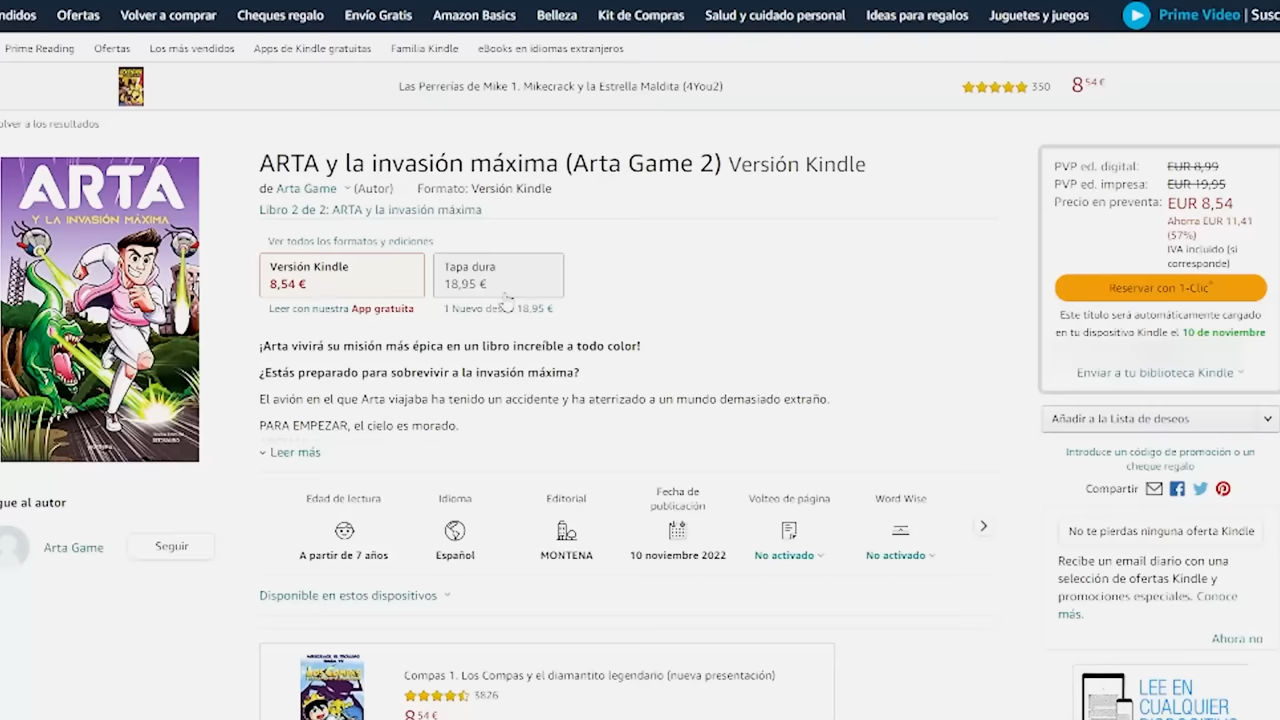 ndidos Ofertas Volver a comprar Cheques regalo Envío Gratis Amazon Basics Belleza Kit de Compras Salud y cuidado personal Ideas para regalos Juguetes y juegos Prime Video | Susc
Prime Reading Ofertas Los más vendidos Apps de Kindle gratuitas Familia Kindle eBooks en idiomas extranjeros
Las Perrerías de Mike 1. Mikecrack y la Estrella Maldita (4You2) 350 8,54 €
olver a los resultados
ARTA y la invasión máxima (Arta Game 2) Versión Kindle
de Arta Game (Autor) Formato: Versión Kindle
Libro 2 de 2: ARTA y la invasión máxima
Ver todos los formatos y ediciones
Versión Kindle
8,54 €
Tapa dura
18,95 €
Leer con nuestra App gratuita
1 Nuevo 18,95 €
¡Arta vivirá su misión más épica en un libro increíble a todo color!
¿Estás preparado para sobrevivir a la invasión máxima?
El avión en el que Arta viajaba ha tenido un accidente y ha aterrizado a un mundo demasiado extraño.
PARA EMPEZAR, el cielo es morado.
Leer más
ARTA
Y LA INVASIÓN MÁXIMA
gue al autor
Arta Game
Seguir
Edad de lectura
A partir de 7 años
Idioma
Español
Editorial
MONTENA
Fecha de
publicación
10 noviembre 2022
Volteo de página
No activado
Word Wise
No activado
Disponible en estos dispositivos
Compas 1. Los Compas y el diamantito legendario (nueva presentación)
3826
8,54 €
PVP ed. digital: EUR 8,99
PVP ed. impresa: EUR 19,95
Precio en preventa: EUR 8,54
Ahorra EUR 11,41
(57%)
IVA incluido (si
corresponde)
Reservar con 1-Clic®
Este título será automáticamente cargado
en tu dispositivo Kindle el 10 de noviembre
Enviar a tu biblioteca Kindle
Añadir a la Lista de deseos
Introduce un código de promoción o un
cheque regalo
Compartir
No te pierdas ninguna oferta Kindle
Recibe un email diario con una
selección de ofertas Kindle y
promociones especiales. Conoce
más.
Ahora no
LEE EN
CUALQUIER